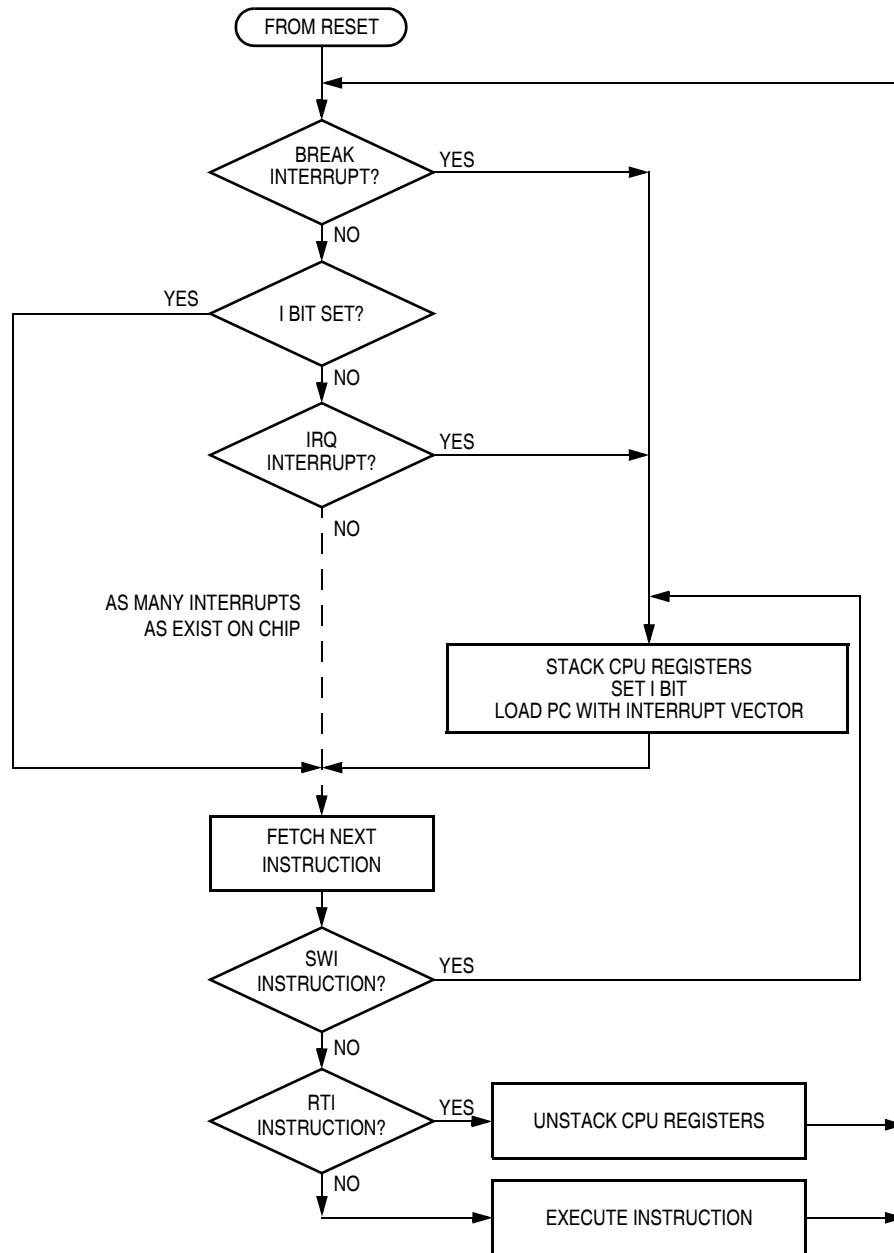 FROM RESET
BREAK
INTERRUPT?
YES
NO
YES
I BIT SET?
NO
IRQ
INTERRUPT?
YES
NO
AS MANY INTERRUPTS
AS EXIST ON CHIP
STACK CPU REGISTERS
SET I BIT
LOAD PC WITH INTERRUPT VECTOR
FETCH NEXT
INSTRUCTION
SWI
INSTRUCTION?
YES
NO
RTI
INSTRUCTION?
YES
UNSTACK CPU REGISTERS
NO
EXECUTE INSTRUCTION